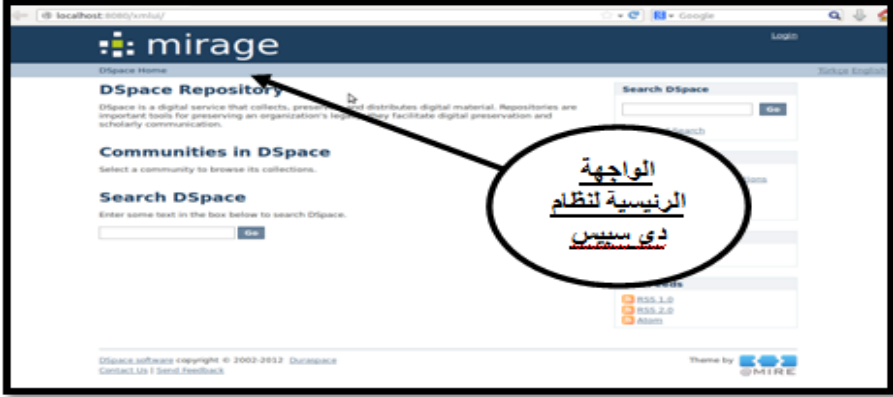 localhost:8080/xmlui/
Google
mirage
Login
DSpace Home
Türkçe English
DSpace Repository
DSpace is a digital service that collects, preserves and distributes digital material. Repositories are
important tools for preserving an organization's legacy they facilitate digital preservation and
scholarly communication.
Communities in DSpace
Select a community to browse its collections.
Search DSpace
Enter some text in the box below to search DSpace.
Go
Search DSpace
Go
Search
الواجهة
الرئيسية لنظام
دي سبيس
RSS 1.0
RSS 2.0
Atom
DSpace software copyright © 2002-2012 Duraspace
Contact Us | Send Feedback
Theme by
@MIRE